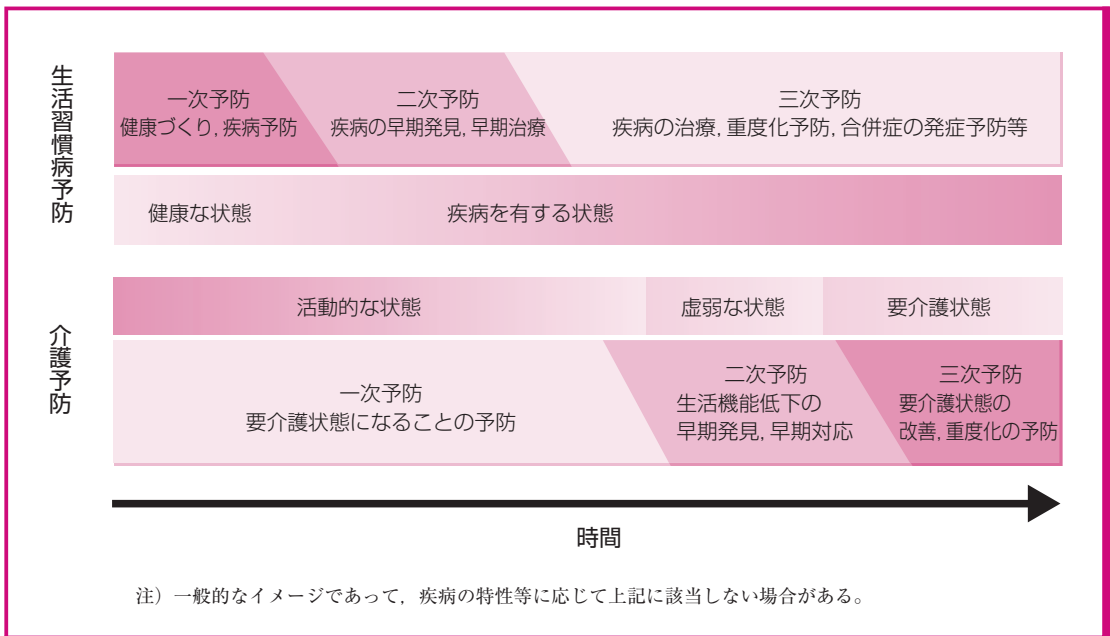 生活習慣病予防
一次予防
健康づくり, 疾病予防
二次予防
疾病の早期発見, 早期治療
三次予防
疾病の治療, 重度化予防, 合併症の発症予防等
健康な状態
疾病を有する状態
介護予防
活動的な状態
虚弱な状態
要介護状態
一次予防
要介護状態になることの予防
二次予防
生活機能低下の
早期発見, 早期対応
三次予防
要介護状態の
改善, 重度化の予防
時間
注）一般的なイメージであって，疾病の特性等に応じて上記に該当しない場合がある。